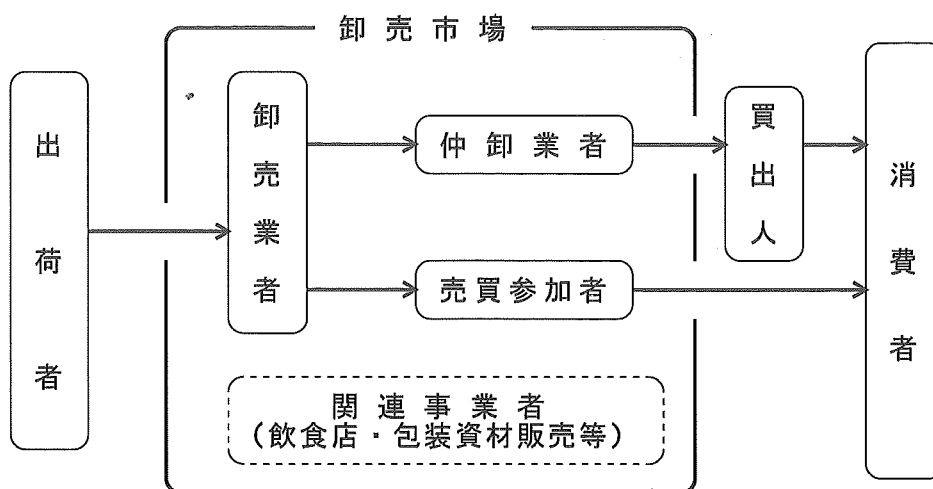 卸売市場
出荷者
卸売業者
仲卸業者
買出人
売買参加者
消費者
関連事業者
(飲食店・包装資材販売等)